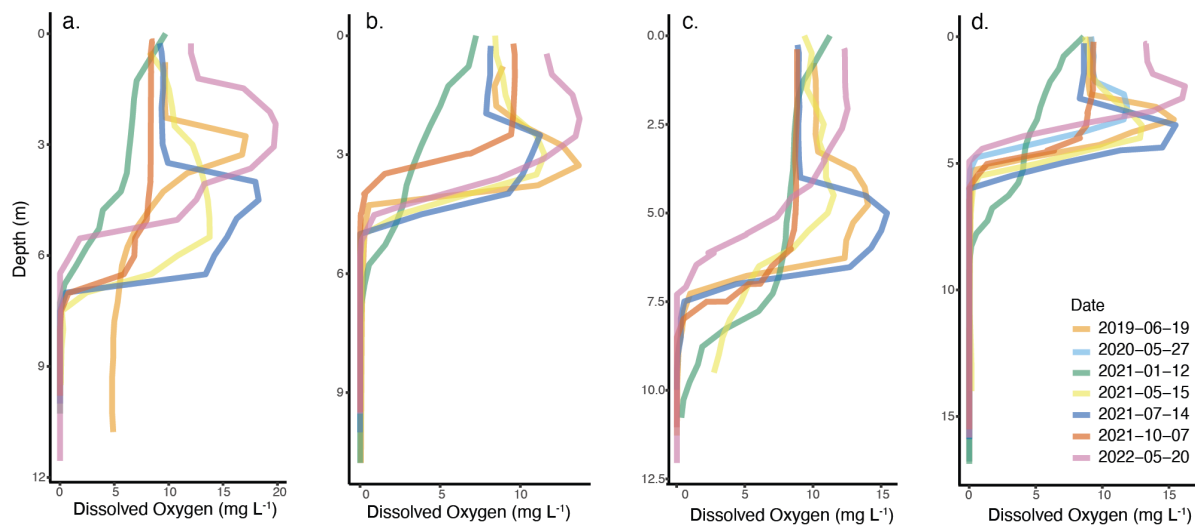 a.
b.
c.
d.
0
3
6
9
12
0
3
6
9
0.0
2.5
5.0
7.5
10.0
12.5
0
5
10
15
Depth (m)
0 5 10 15 20
0 5 10
0 5 10 15
0 5 10 15
Dissolved Oxygen (mg L⁻¹)
Dissolved Oxygen (mg L⁻¹)
Dissolved Oxygen (mg L⁻¹)
Dissolved Oxygen (mg L⁻¹)
Date
2019−06−19
2020−05−27
2021−01−12
2021−05−15
2021−07−14
2021−10−07
2022−05−20